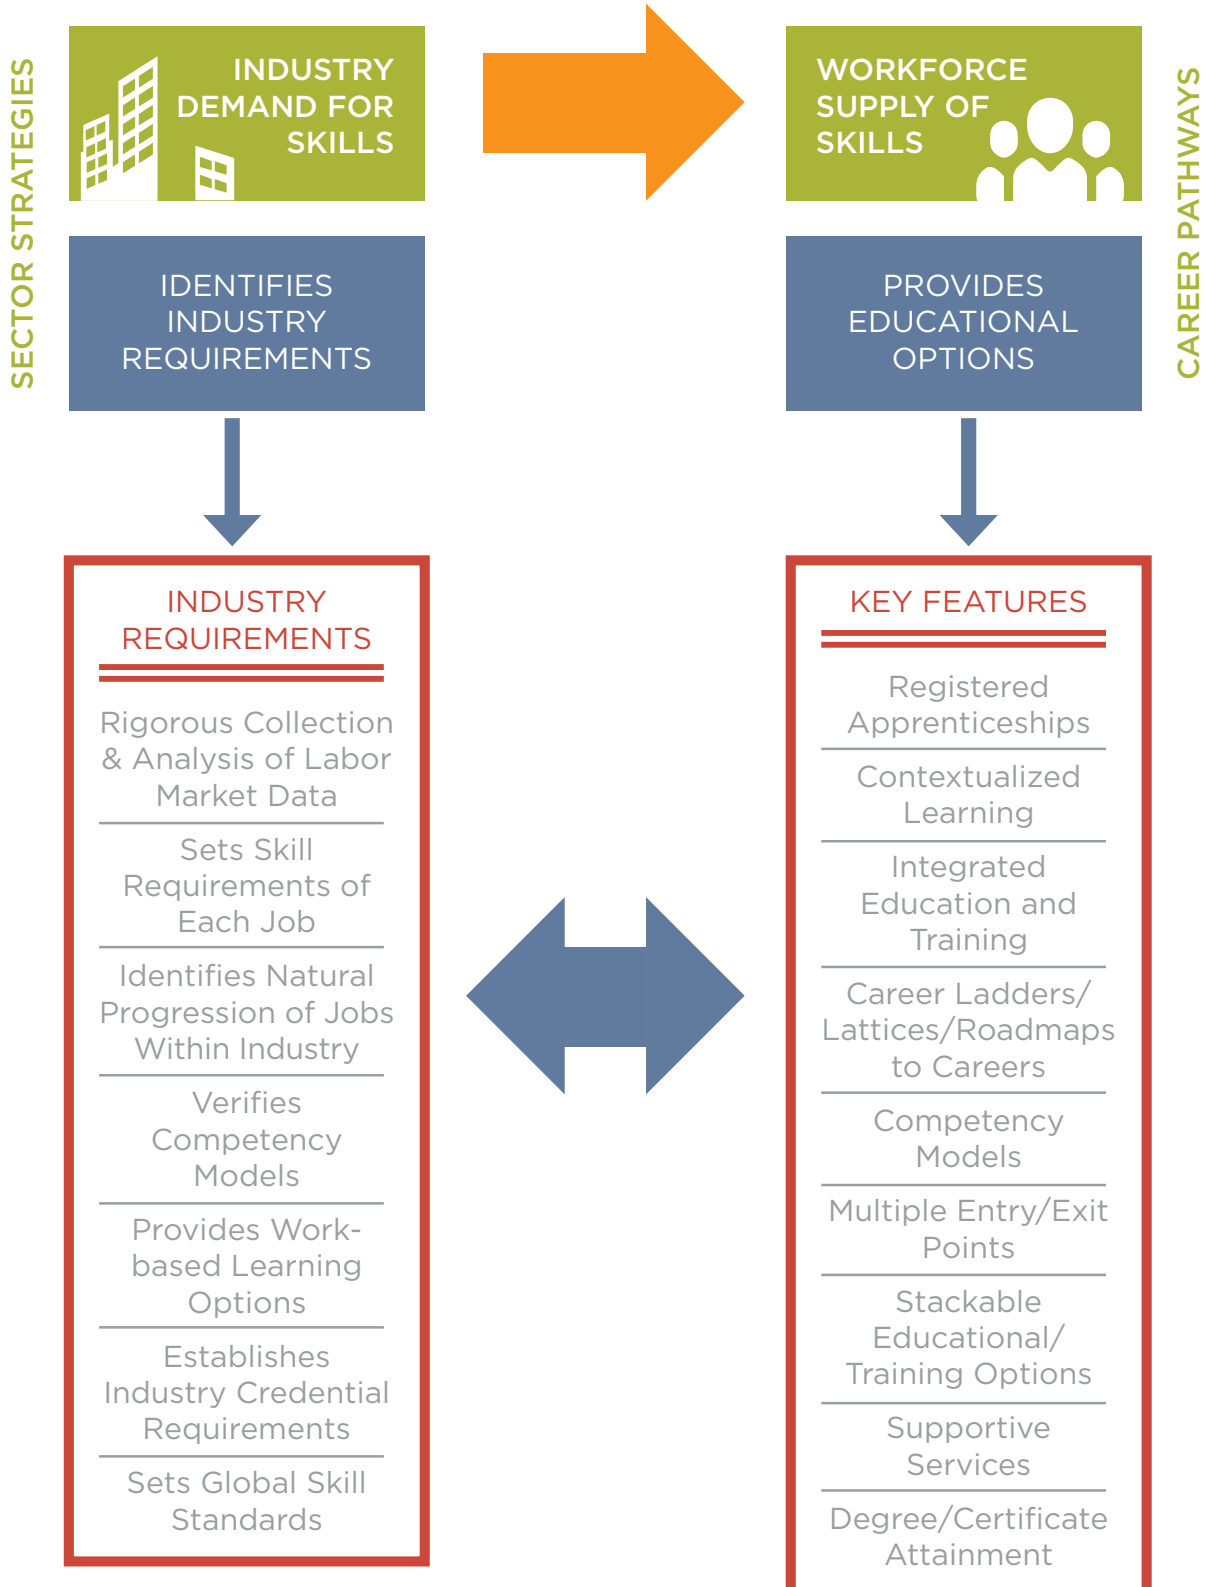 SECTOR STRATEGIES
INDUSTRY
DEMAND FOR
SKILLS
IDENTIFIES
INDUSTRY
REQUIREMENTS
INDUSTRY
REQUIREMENTS
Rigorous Collection
& Analysis of Labor
Market Data
Sets Skill
Requirements of
Each Job
Identifies Natural
Progression of Jobs
Within Industry
Verifies
Competency
Models
Provides Work-
based Learning
Options
Establishes
Industry Credential
Requirements
Sets Global Skill
Standards
WORKFORCE
SUPPLY OF
SKILLS
CAREER PATHWAYS
PROVIDES
EDUCATIONAL
OPTIONS
KEY FEATURES
Registered
Apprenticeships
Contextualized
Learning
Integrated
Education and
Training
Career Ladders/
Lattices/Roadmaps
to Careers
Competency
Models
Multiple Entry/Exit
Points
Stackable
Educational/
Training Options
Supportive
Services
Degree/Certificate
Attainment